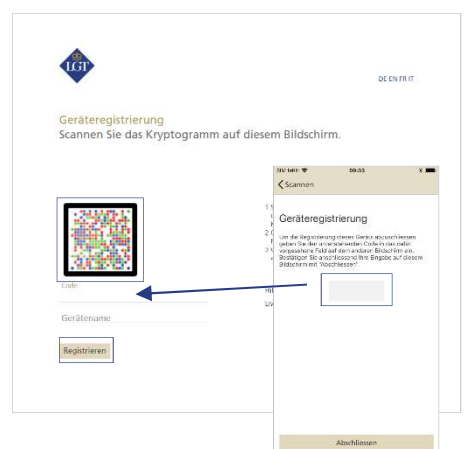 LGT
DE EN FR IT
Geräteregistrierung
Scannen Sie das Kryptogramm auf diesem Bildschirm.
Code
Gerätename
Registrieren
Scannen
Geräteregistrierung
Um die Registrierung dieses Geräts abzuschliessen
geben Sie den untenstehenden Code in das dafür
vorgesehene Feld auf dem anderen Bildschirm ein.
Bestätigen Sie anschliessend Ihre Eingabe auf diesem
Bildschirm mit "Abschliessen"
Abschliessen